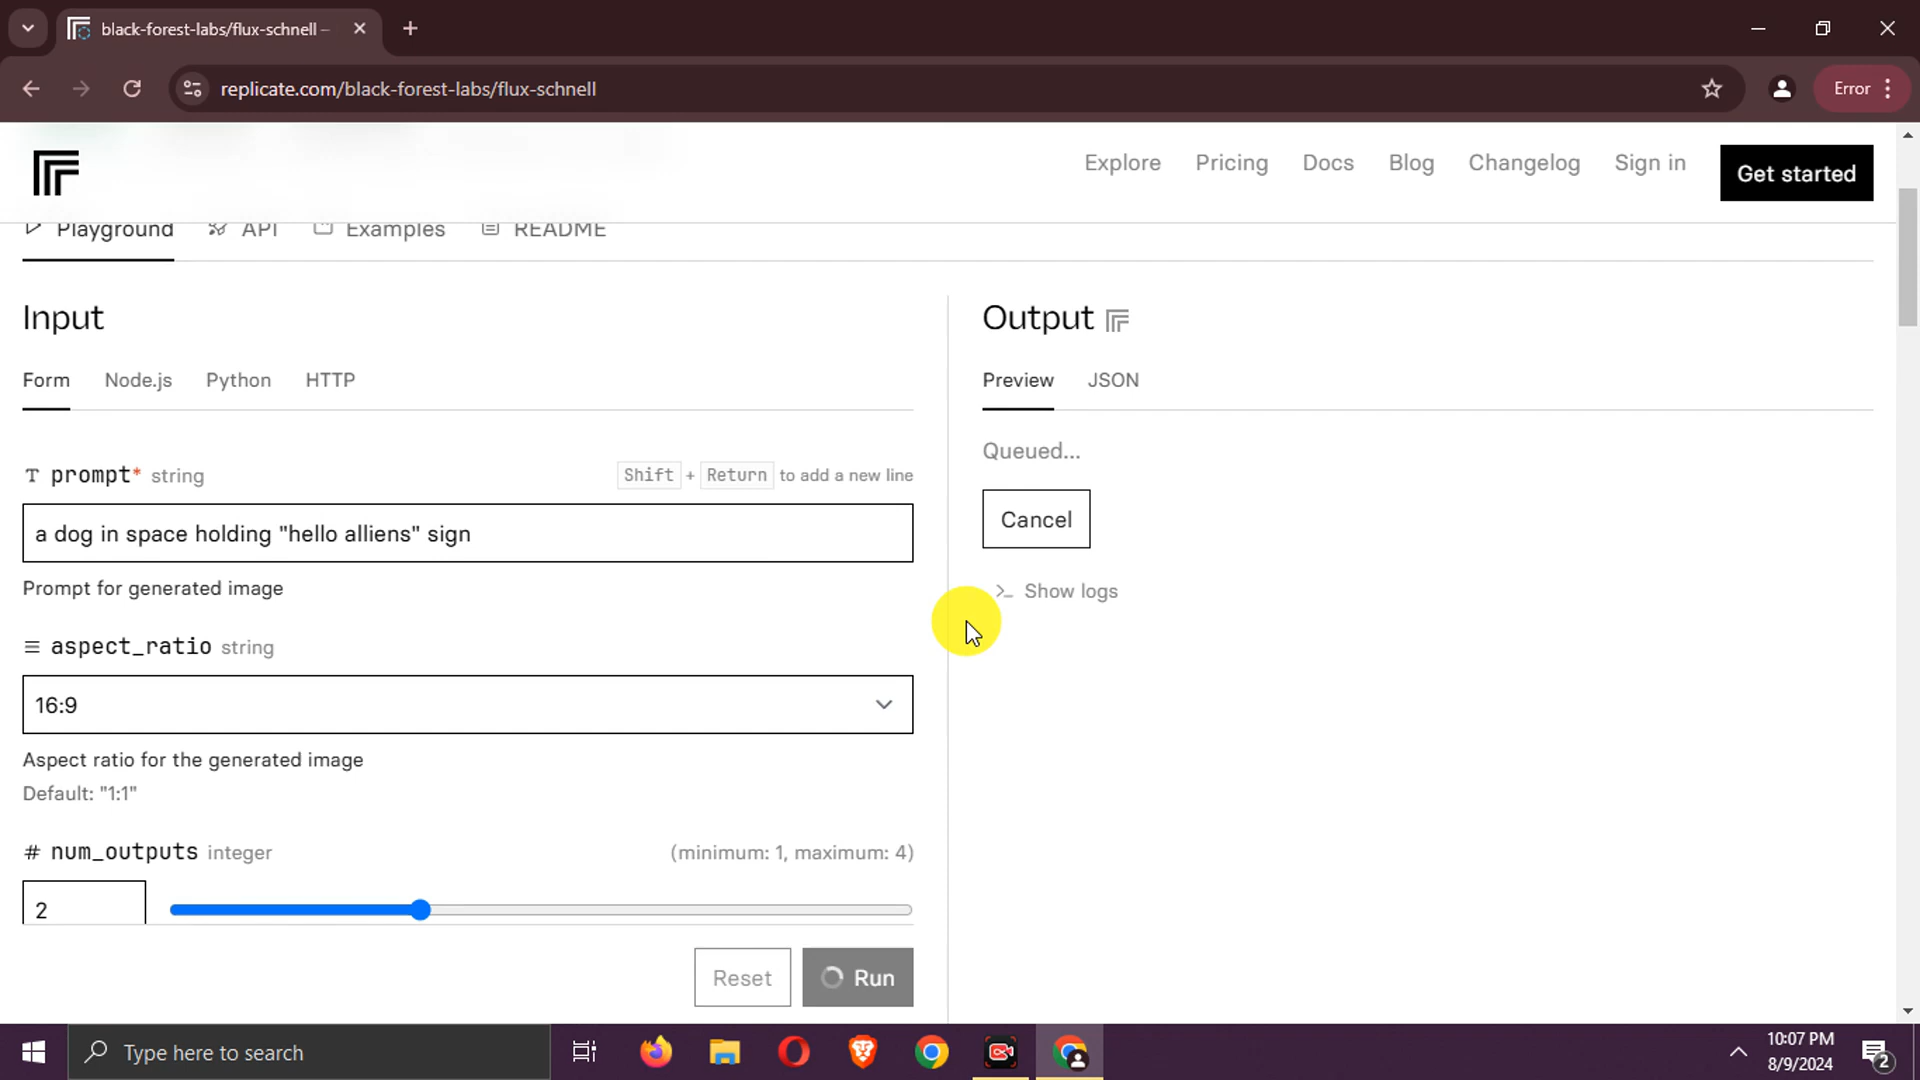 black-forest-labs/flux-schnell –
replicate.com/black-forest-labs/flux-schnell
Error
Explore Pricing Docs Blog Changelog Sign in Get started
Playground API Examples README
Input
Form Node.js Python HTTP
prompt* string Shift + Return to add a new line
a dog in space holding "hello alliens" sign
Prompt for generated image
aspect_ratio string
16:9
Aspect ratio for the generated image
Default: "1:1"
# num_outputs integer (minimum: 1, maximum: 4)
2
Reset Run
Output
Preview JSON
Queued...
Cancel
>_ Show logs
Type here to search
10:07 PM
8/9/2024
2